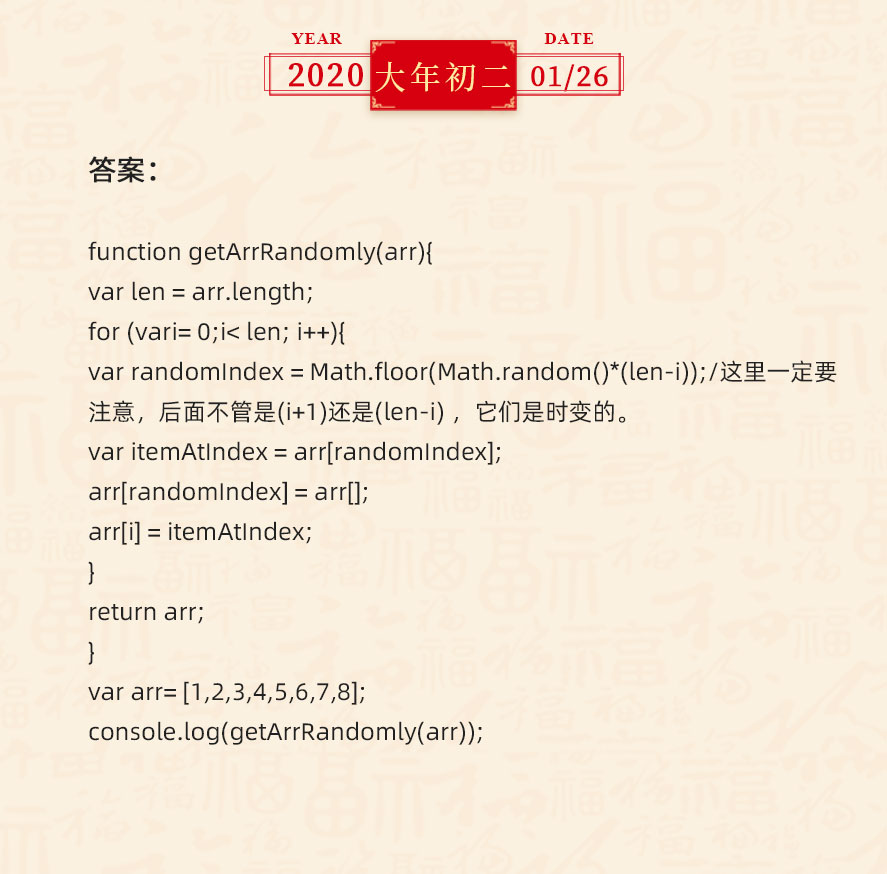 YEAR
DATE
2020 大年初二 01/26
答案：
function getArrRandomly(arr){
var len = arr.length;
for (vari= 0;i< len; i++){
var randomIndex = Math.floor(Math.random()*(len-i));/这里一定要
注意，后面不管是(i+1)还是(len-i) ，它们是时变的。
var itemAtIndex = arr[randomIndex];
arr[randomIndex] = arr[];
arr[i] = itemAtIndex;
}
return arr;
}
var arr= [1,2,3,4,5,6,7,8];
console.log(getArrRandomly(arr));